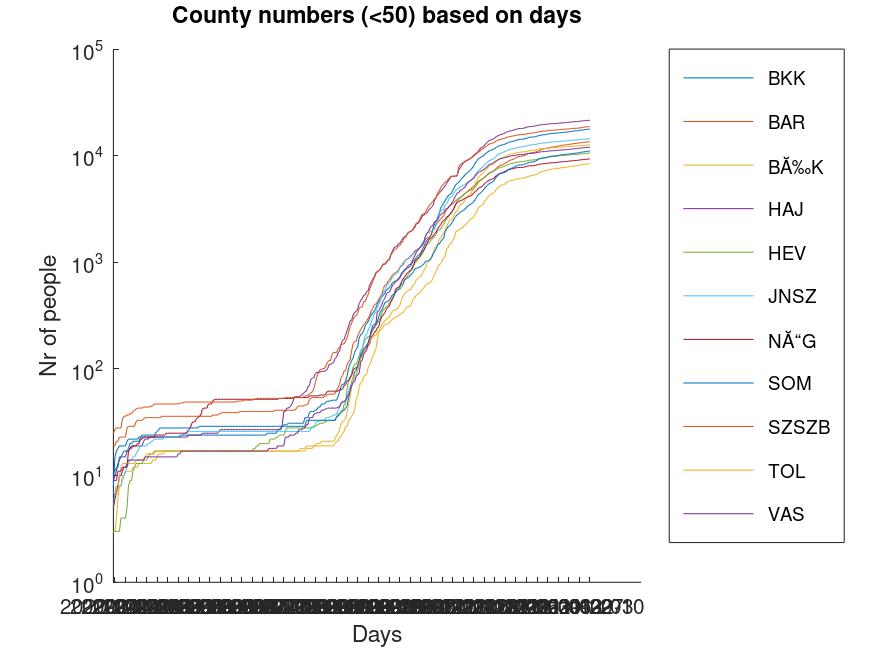 County numbers (<50) based on days
10^5
10^4
10^3
10^2
10^1
10^0
Nr of people
Days
BKK
BAR
BĂ‰K
HAJ
HEV
JNSZ
NĂ“G
SOM
SZSZB
TOL
VAS